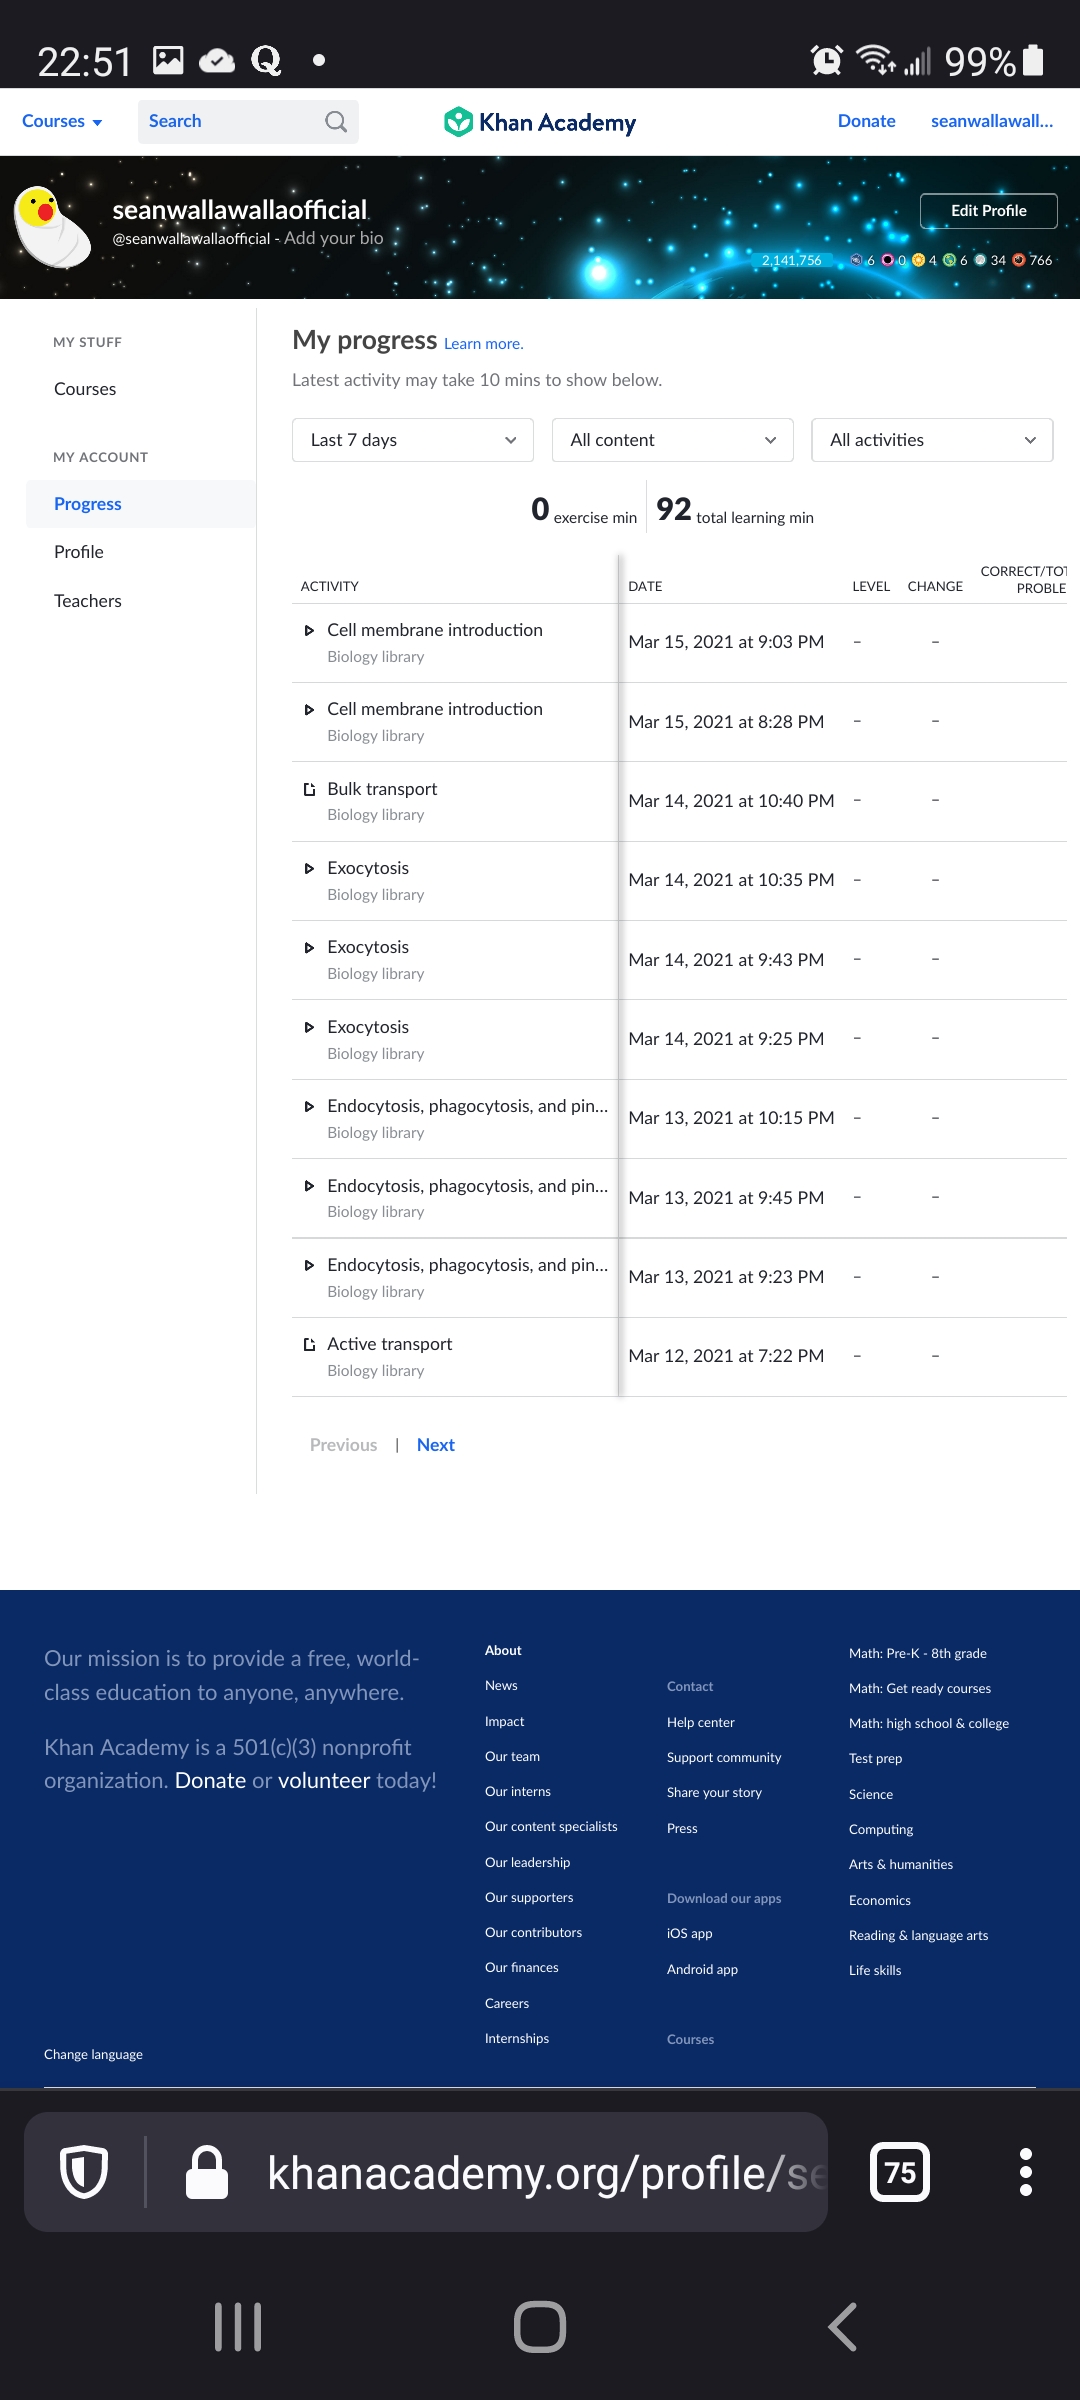 22:51
99%
Courses
Search
Khan Academy
Donate
seanwallawall...
seanwallawallaofficial
@seanwallawallaofficial - Add your bio
Edit Profile
2,141,756
6 0 4 6 34 766
MY STUFF
Courses
MY ACCOUNT
Progress
Profile
Teachers
My progress Learn more.
Latest activity may take 10 mins to show below.
Last 7 days
All content
All activities
0 exercise min
92 total learning min
ACTIVITY DATE LEVEL CHANGE CORRECT/TOT
PROBLE
Cell membrane introduction
Biology library
Mar 15, 2021 at 9:03 PM – –
Cell membrane introduction
Biology library
Mar 15, 2021 at 8:28 PM – –
Bulk transport
Biology library
Mar 14, 2021 at 10:40 PM – –
Exocytosis
Biology library
Mar 14, 2021 at 10:35 PM – –
Exocytosis
Biology library
Mar 14, 2021 at 9:43 PM – –
Exocytosis
Biology library
Mar 14, 2021 at 9:25 PM – –
Endocytosis, phagocytosis, and pin...
Biology library
Mar 13, 2021 at 10:15 PM – –
Endocytosis, phagocytosis, and pin...
Biology library
Mar 13, 2021 at 9:45 PM – –
Endocytosis, phagocytosis, and pin...
Biology library
Mar 13, 2021 at 9:23 PM – –
Active transport
Biology library
Mar 12, 2021 at 7:22 PM – –
Previous | Next
Our mission is to provide a free, world-
class education to anyone, anywhere.
Khan Academy is a 501(c)(3) nonprofit
organization. Donate or volunteer today!
Change language
About
News
Impact
Our team
Our interns
Our content specialists
Our leadership
Our supporters
Our contributors
Our finances
Careers
Internships
Contact
Help center
Support community
Share your story
Press
Download our apps
iOS app
Android app
Courses
Math: Pre-K - 8th grade
Math: Get ready courses
Math: high school & college
Test prep
Science
Computing
Arts & humanities
Economics
Reading & language arts
Life skills
khanacademy.org/profile/se
75